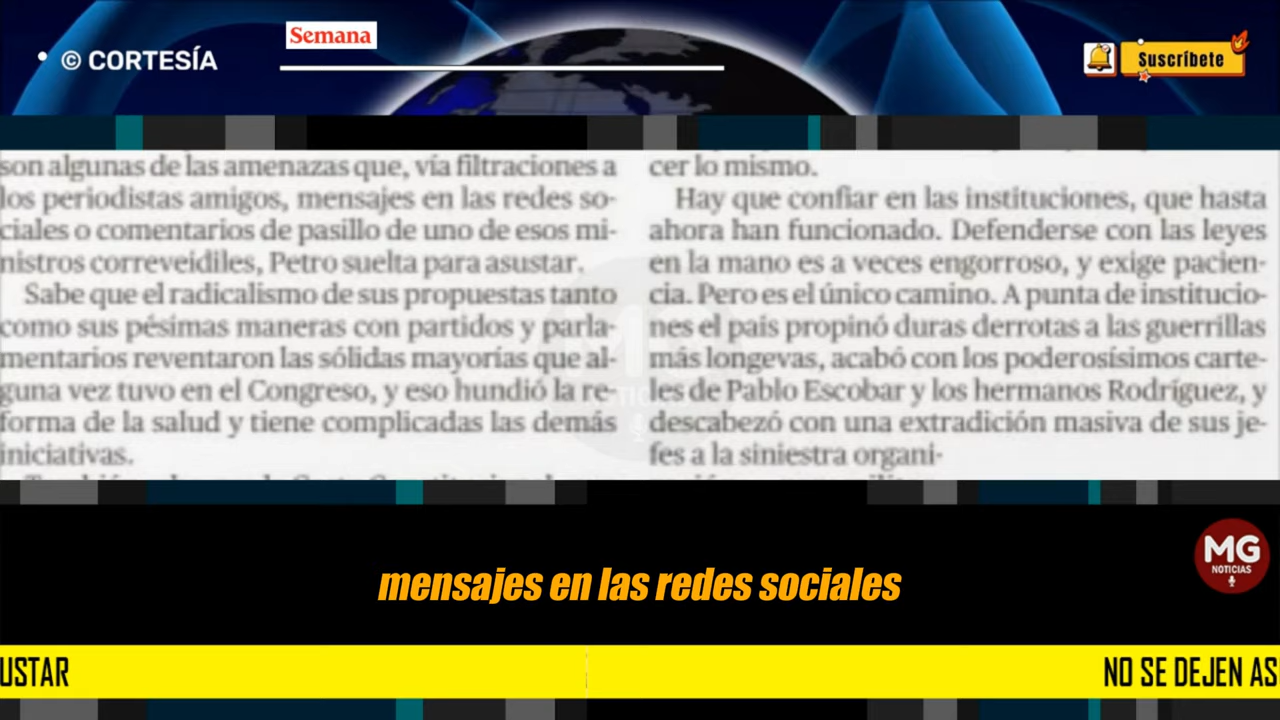 Semana
© CORTESÍA
Suscríbete
son algunas de las amenazas que, vía filtraciones a
los periodistas amigos, mensajes en las redes so-
ciales o comentarios de pasillo de uno de esos mi-
nistros correveidiles, Petro suelta para asustar.
Sabe que el radicalismo de sus propuestas tanto
como sus pésimas maneras con partidos y parla-
mentarios reventaron las sólidas mayorías que al-
guna vez tuvo en el Congreso, y eso hundió la re-
forma de la salud y tiene complicadas las demás
iniciativas.
cer lo mismo.
Hay que confiar en las instituciones, que hasta
ahora han funcionado. Defenderse con las leyes
en la mano es a veces engorroso, y exige pacien-
cia. Pero es el único camino. A punta de institucio-
nes el país propinó duras derrotas a las guerrillas
más longevas, acabó con los poderosísimos carte-
les de Pablo Escobar y los hermanos Rodríguez, y
descabezó con una extradición masiva de sus je-
fes a la siniestra organi-
mensajes en las redes sociales
MG
NOTICIAS
USTAR
NO SE DEJEN AS